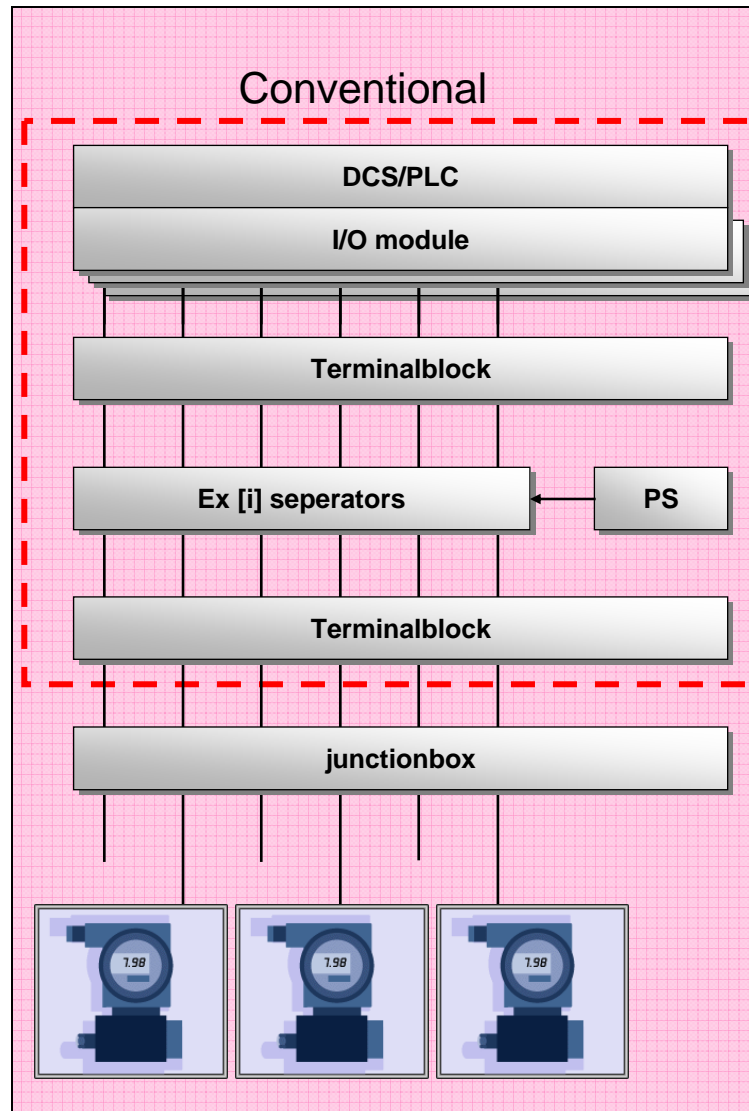 Conventional
DCS/PLC
I/O module
Terminalblock
Ex [i] seperators
PS
Terminalblock
junctionbox
7.98
7.98
7.98